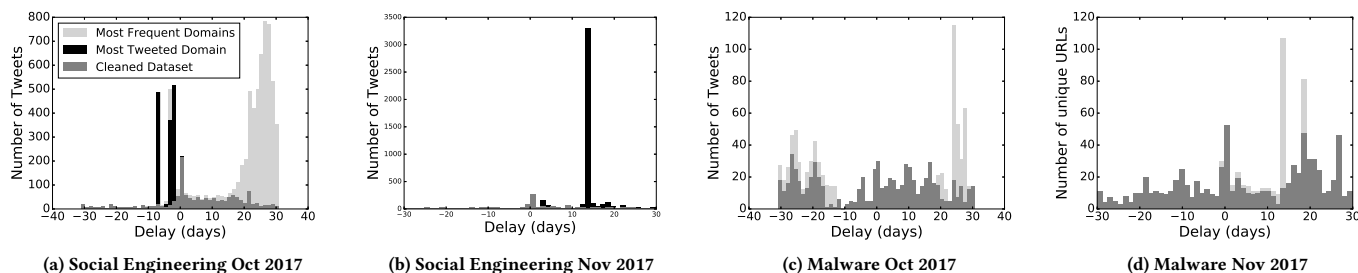 800
700
600
500
400
300
200
100
0
Number of Tweets
Most Frequent Domains
Most Tweeted Domain
Cleaned Dataset
−40 −30 −20 −10 0 10 20 30 40
Delay (days)
(a) Social Engineering Oct 2017
3500
3000
2500
2000
1500
1000
500
0
Number of Tweets
−30 −20 −10 0 10 20 30
Delay (days)
(b) Social Engineering Nov 2017
120
100
80
60
40
20
0
Number of Tweets
−40 −30 −20 −10 0 10 20 30 40
Delay (days)
(c) Malware Oct 2017
120
100
80
60
40
20
0
Number of unique URLs
−30 −20 −10 0 10 20 30
Delay (days)
(d) Malware Nov 2017